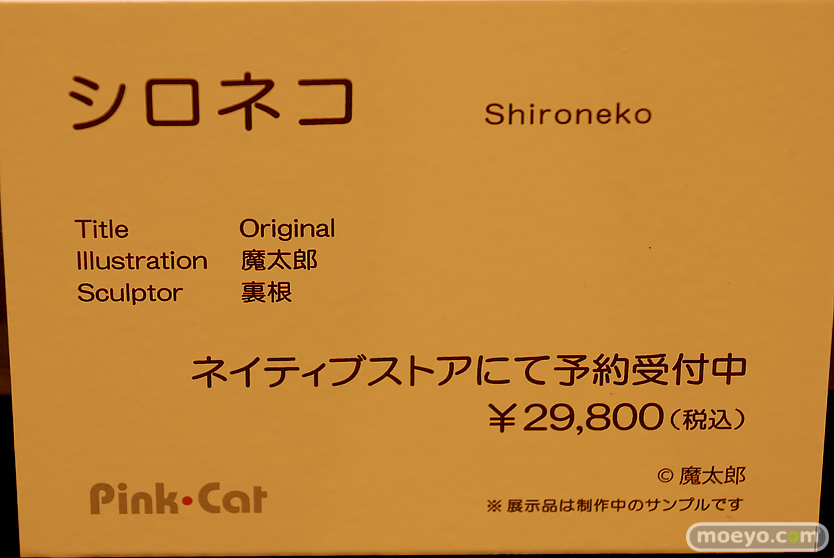 シロネコ Shironeko
Title Original
Illustration 魔太郎
Sculptor 裏根
ネイティブストアにて予約受付中
￥29,800(税込)
© 魔太郎
Pink・Cat
※展示品は制作中のサンプルです
moeyo.com